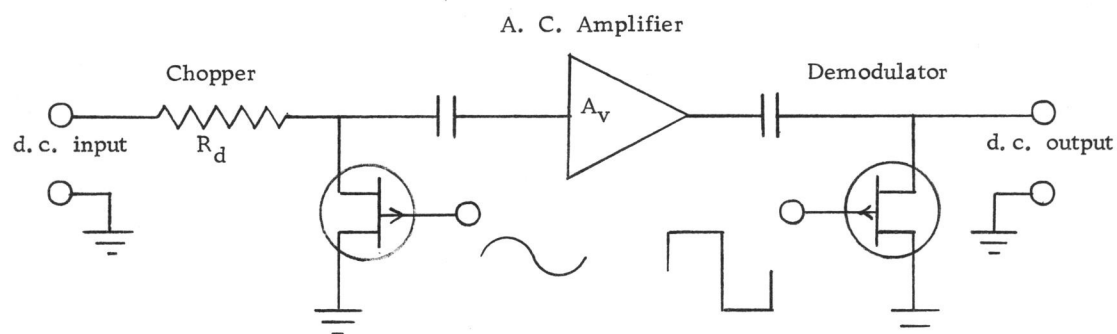 A. C. Amplifier
Chopper
Demodulator
A_v
d. c. input
R_d
d. c. output